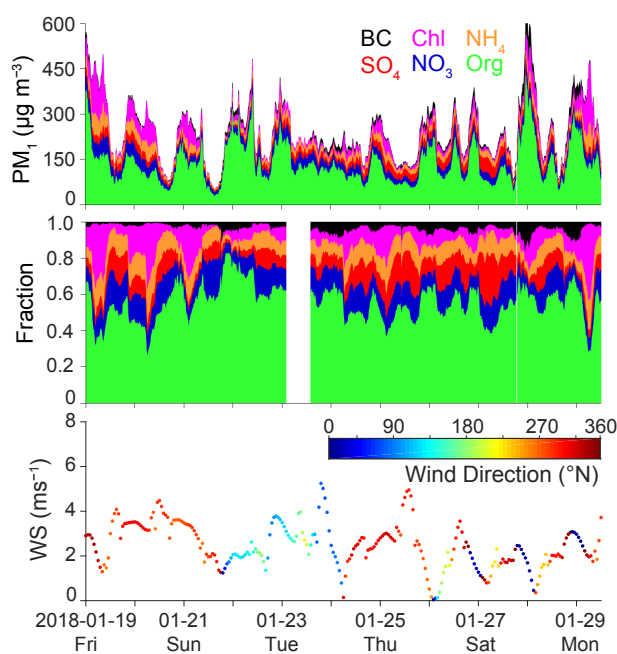 600
450
300
150
0
PM₁ (µg m⁻³)
BC Chl NH₄
SO₄ NO₃ Org
1.0
0.8
0.6
0.4
0.2
0
Fraction
8
6
4
2
0
WS (ms⁻¹)
0 90 180 270 360
Wind Direction (°N)
2018-01-19 01-21 01-23 01-25 01-27 01-29
Fri Sun Tue Thu Sat Mon